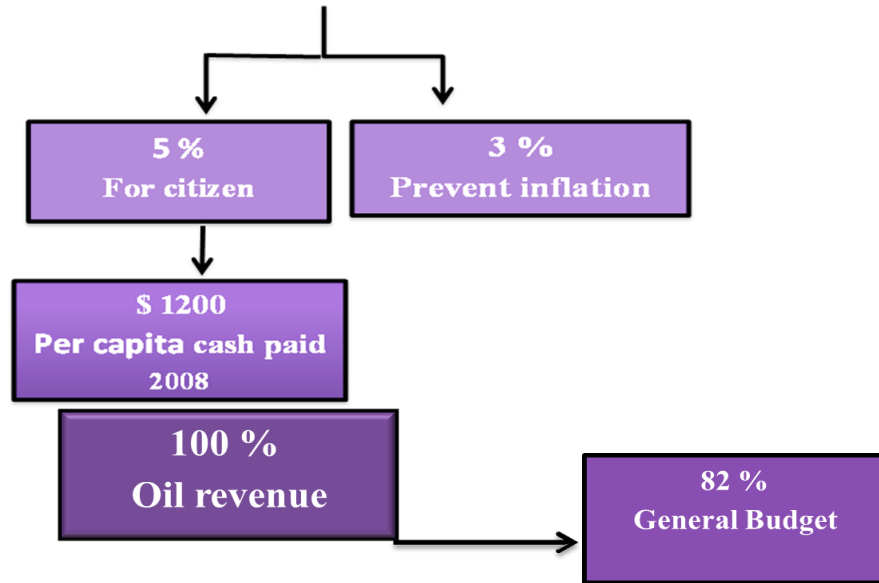 5 %
For citizen
3 %
Prevent inflation
$ 1200
Per capita cash paid
2008
100 %
Oil revenue
82 %
General Budget